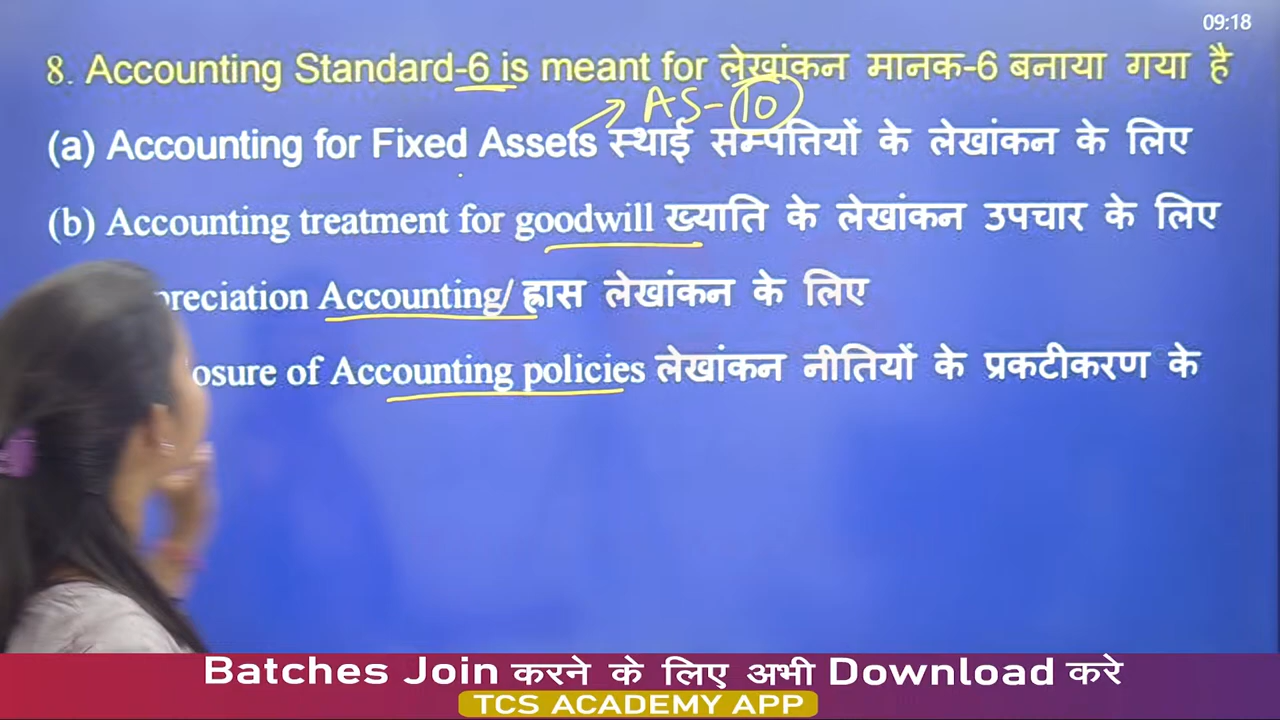 09:18
8. Accounting Standard-6 is meant for लेखांकन मानक-6 बनाया गया है
AS-10
(a) Accounting for Fixed Assets स्थाई सम्पत्तियों के लेखांकन के लिए
(b) Accounting treatment for goodwill ख्याति के लेखांकन उपचार के लिए
preciation Accounting/ ह्रास लेखांकन के लिए
losure of Accounting policies लेखांकन नीतियों के प्रकटीकरण के
Batches Join करने के लिए अभी Download करे
TCS ACADEMY APP